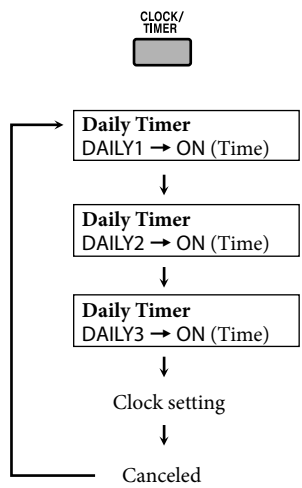 CLOCK/
TIMER
Daily Timer
DAILY1 → ON (Time)
Daily Timer
DAILY2 → ON (Time)
Daily Timer
DAILY3 → ON (Time)
Clock setting
Canceled